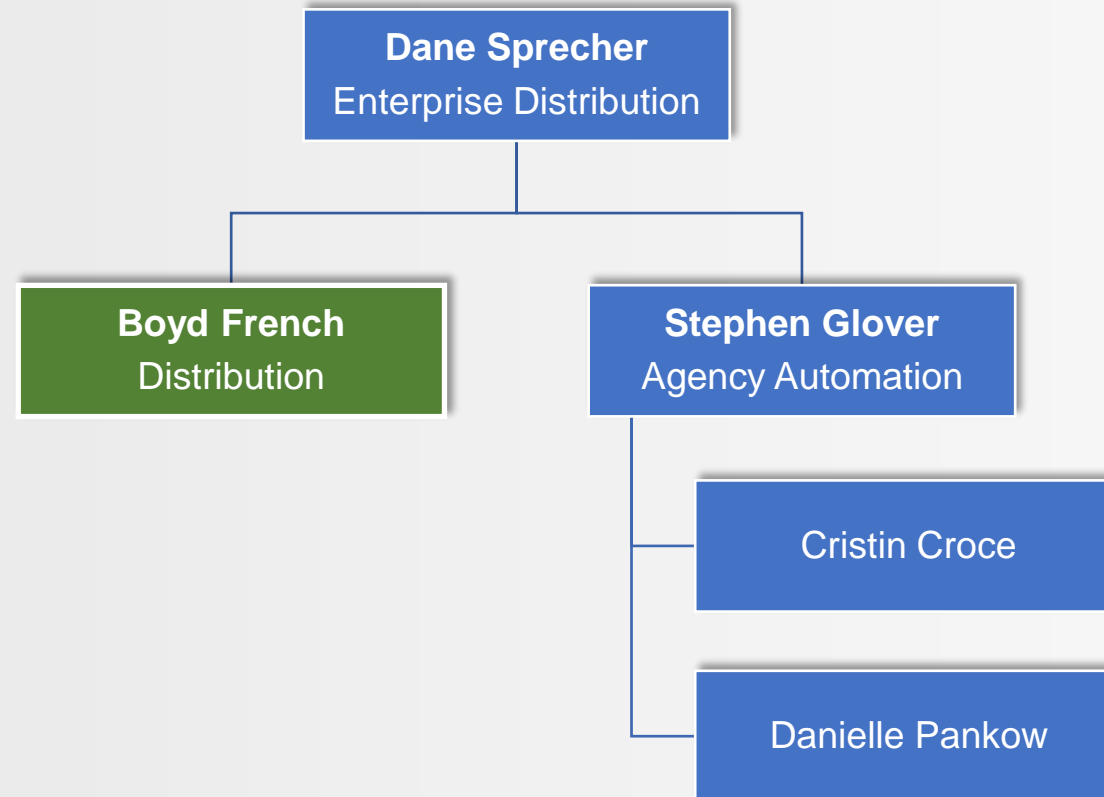 Dane Sprecher
Enterprise Distribution
Boyd French
Distribution
Stephen Glover
Agency Automation
Cristin Croce
Danielle Pankow